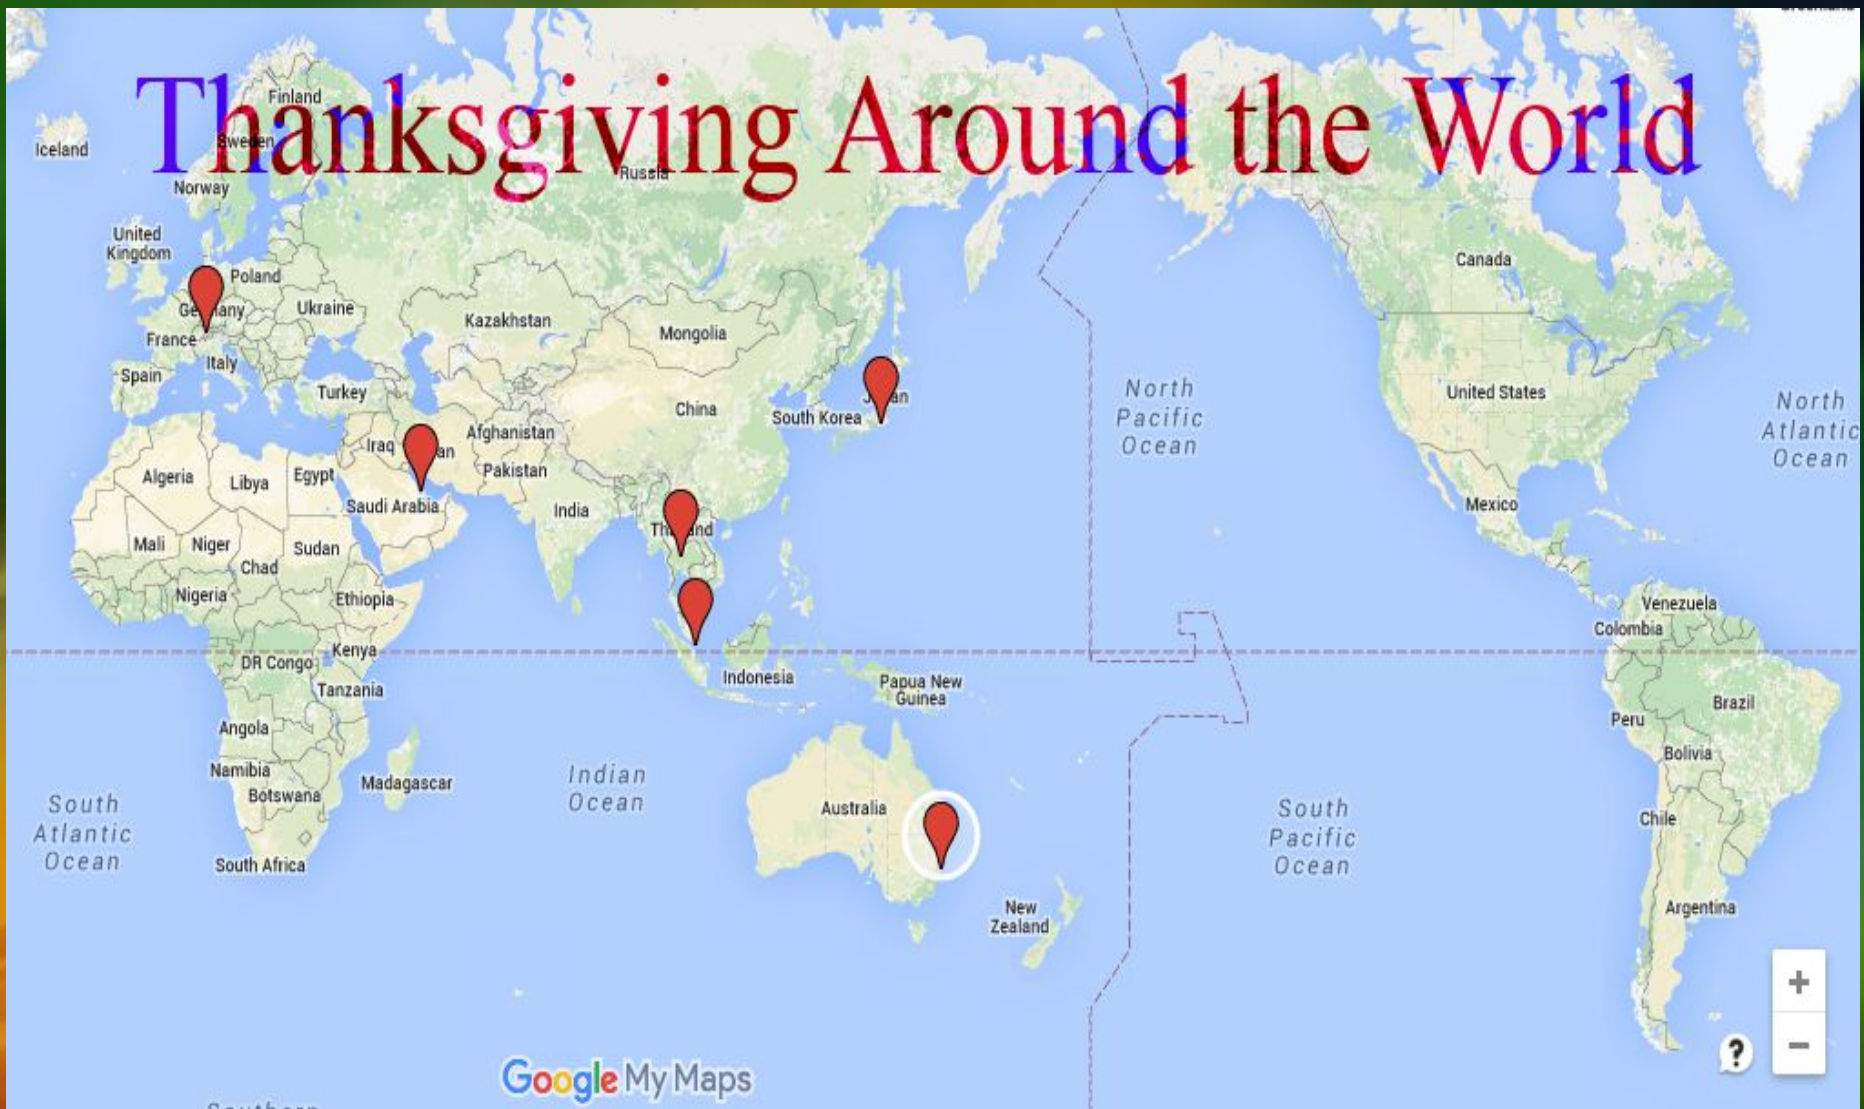 Thanksgiving Around the World
Finland
Sweden
Iceland
Russia
Norway
United
Kingdom
Poland
Canada
Germany
Ukraine
Kazakhstan
Mongolia
France
Italy
Spain
Turkey
United States
North
Pacific
Ocean
North
Atlantic
Ocean
China
Japan
South Korea
Afghanistan
Iraq
Iran
Pakistan
Algeria
Libya
Egypt
Saudi Arabia
India
Mexico
Thailand
Mali
Niger
Sudan
Chad
Nigeria
Ethiopia
Venezuela
Colombia
Kenya
DR Congo
Indonesia
Papua New
Guinea
Tanzania
Brazil
Peru
Angola
Bolivia
Namibia
Madagascar
Indian
Ocean
Botswana
South
Atlantic
Ocean
Australia
South
Pacific
Ocean
Chile
South Africa
New
Zealand
Argentina
+
?
−
Google My Maps